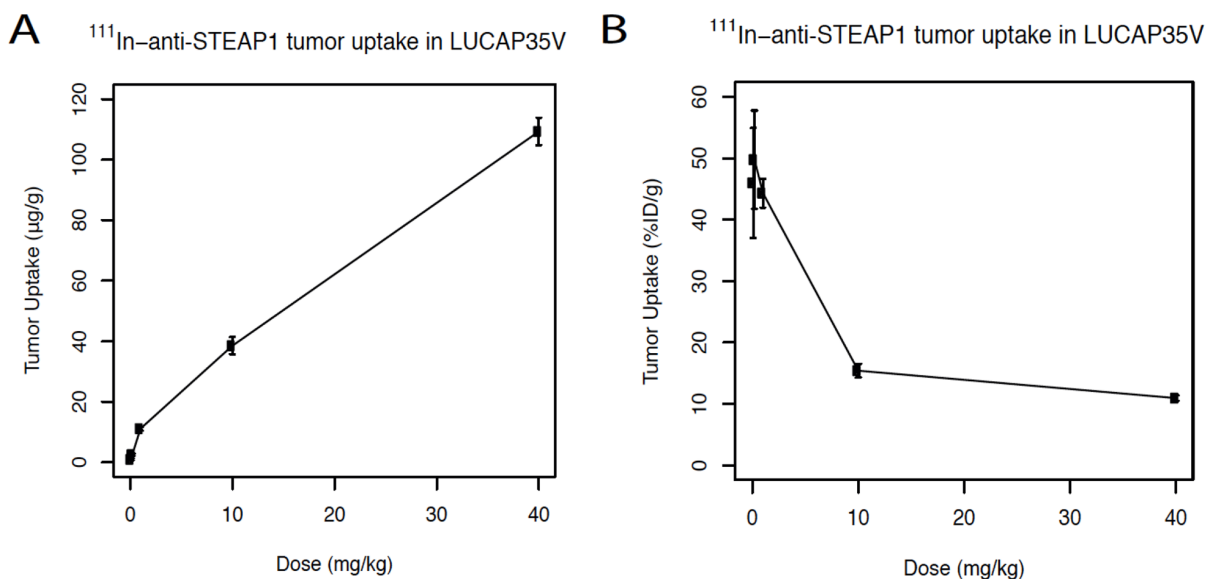 A
¹¹¹In–anti-STEAP1 tumor uptake in LUCAP35V
Tumor Uptake (µg/g)
120
100
80
60
40
20
0
0 10 20 30 40
Dose (mg/kg)
B
¹¹¹In–anti-STEAP1 tumor uptake in LUCAP35V
Tumor Uptake (%ID/g)
60
50
40
30
20
10
0
0 10 20 30 40
Dose (mg/kg)